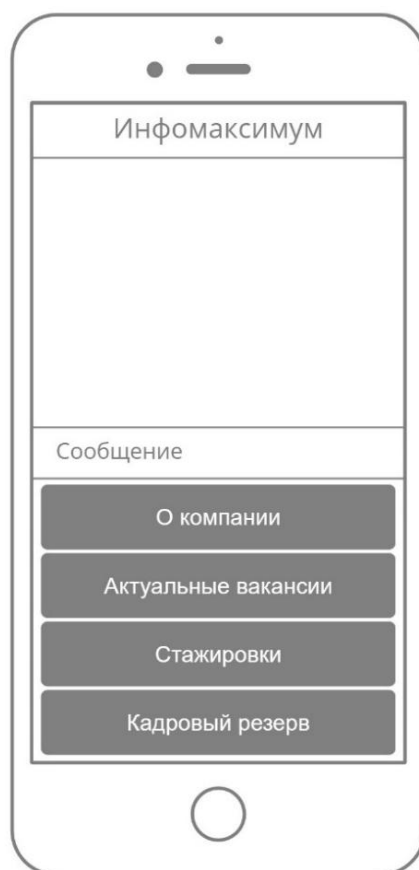 Инфомаксимум
Сообщение
О компании
Актуальные вакансии
Стажировки
Кадровый резерв